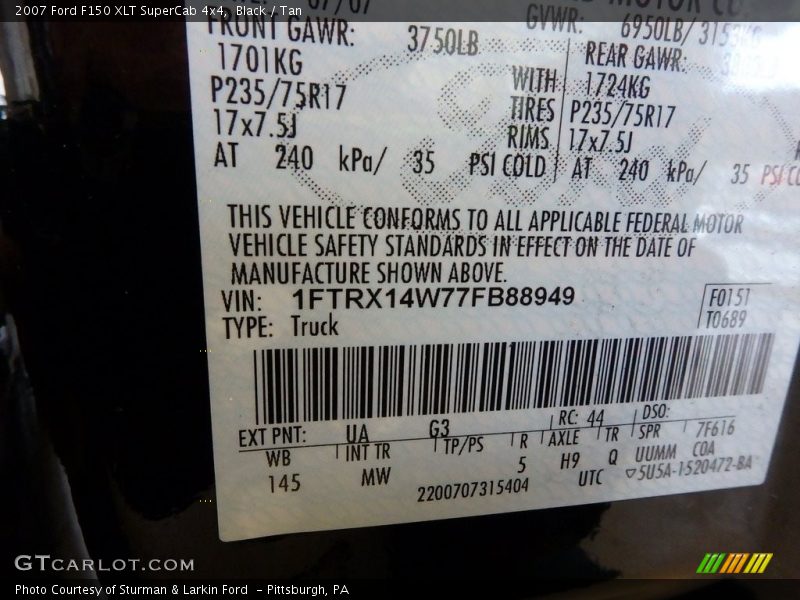 2007 Ford F150 XLT SuperCab 4x4, Black / Tan
GVWR: 6950LB/
FRONT GAWR: 3750LB
REAR GAWR:
1701KG
WITH 1724KG
P235/75R17
TIRES P235/75R17
17x7.5J
RIMS 17x7.5J
AT 240 kPa/ 35 PSI COLD
AT 240 kPa/ 35 PSI
THIS VEHICLE CONFORMS TO ALL APPLICABLE FEDERAL MOTOR
VEHICLE SAFETY STANDARDS IN EFFECT ON THE DATE OF
MANUFACTURE SHOWN ABOVE.
VIN: 1FTRX14W77FB88949
F0151
TYPE: Truck
T0689
EXT PNT: UA G3 RC: 44 DSO:
WB INT TR TP/PS R AXLE TR SPR 7F616
145 MW 5 H9 Q UUMM COA
2200707315404 UTC ▽5U5A-1520472-BA
GTCARLOT.COM
Photo Courtesy of Sturman & Larkin Ford - Pittsburgh, PA